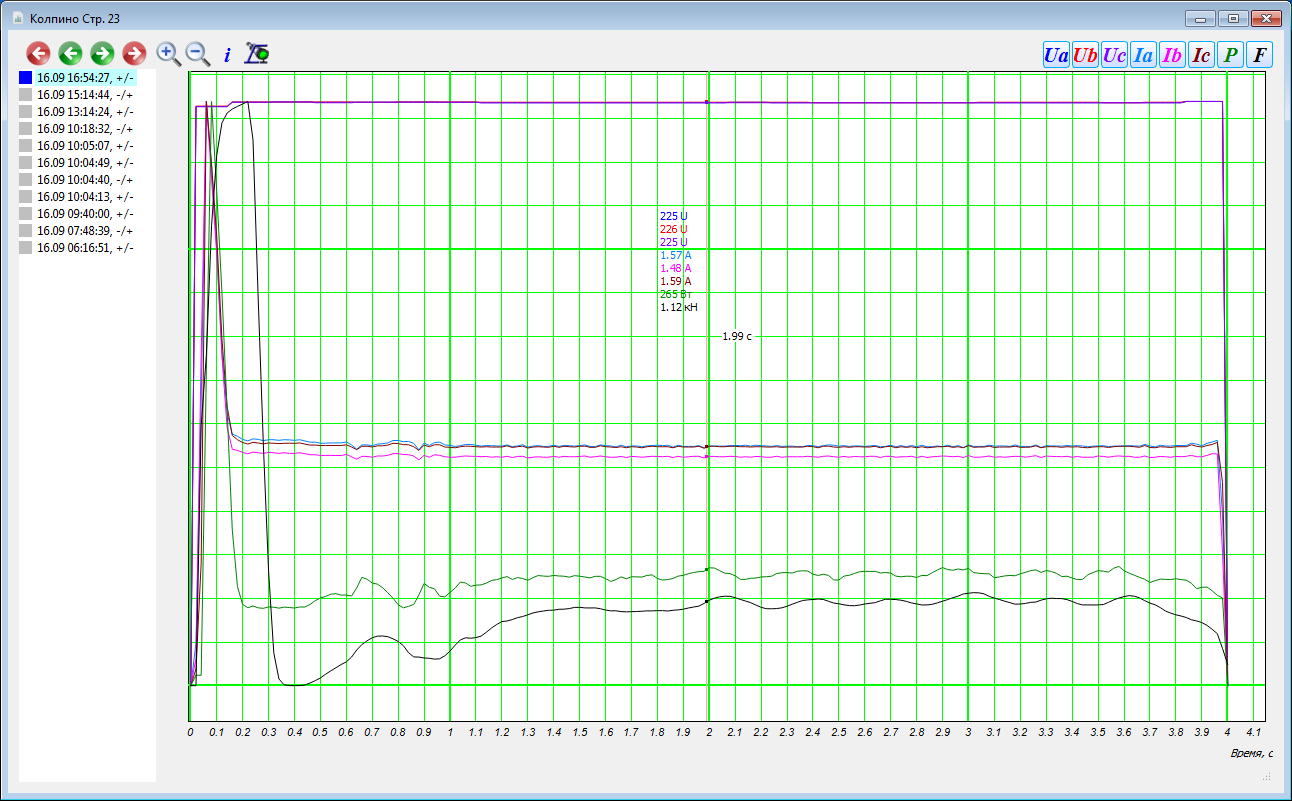 Колпино Стр. 23
i
Ua Ub Uc Ia Ib Ic P F
16.09 16:54:27, +/-
16.09 15:14:44, -/+
16.09 13:14:24, +/-
16.09 10:18:32, -/+
16.09 10:05:07, +/-
16.09 10:04:49, +/-
16.09 10:04:40, -/+
16.09 10:04:13, +/-
16.09 09:40:00, +/-
16.09 07:48:39, -/+
16.09 06:16:51, +/-
225 U
226 U
225 U
1.57 A
1.48 A
1.59 A
265 Вт
1.12 кН
1.99 с
0 0.1 0.2 0.3 0.4 0.5 0.6 0.7 0.8 0.9 1 1.1 1.2 1.3 1.4 1.5 1.6 1.7 1.8 1.9 2 2.1 2.2 2.3 2.4 2.5 2.6 2.7 2.8 2.9 3 3.1 3.2 3.3 3.4 3.5 3.6 3.7 3.8 3.9 4 4.1
Время, с